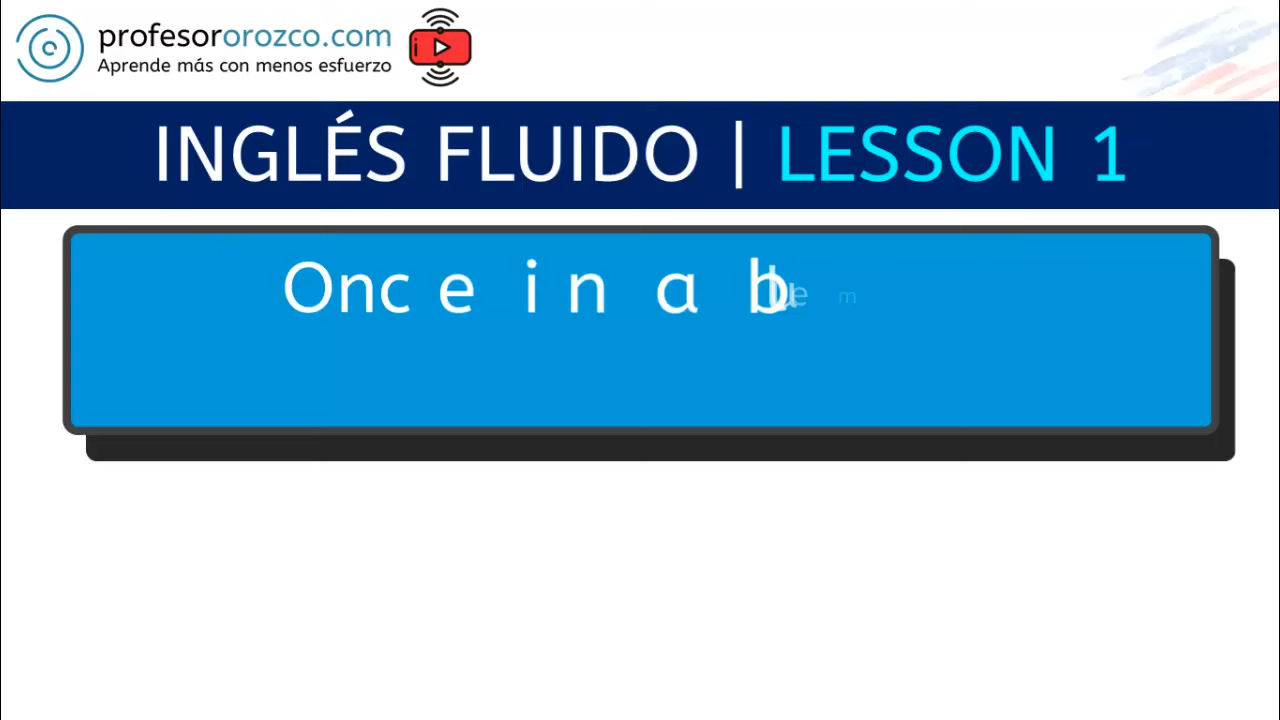 profesororozco.com
Aprende más con menos esfuerzo
INGLÉS FLUIDO | LESSON 1
Once in a